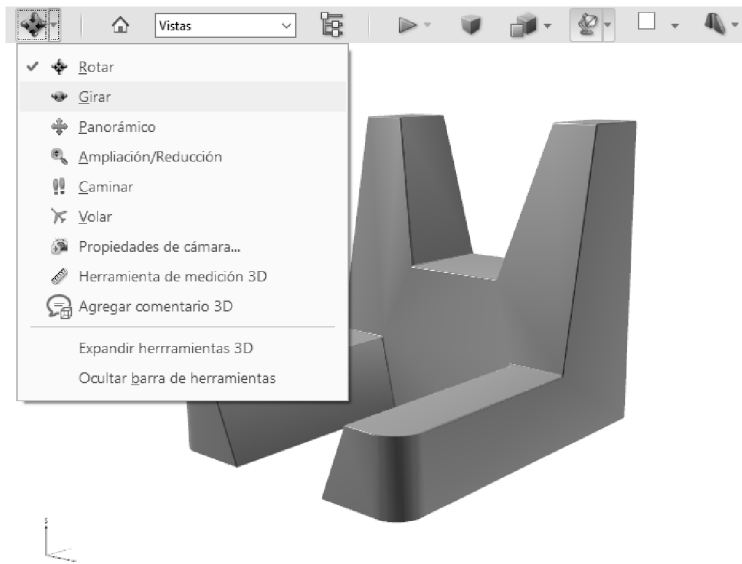 Vistas
Rotar
Girar
Panorámico
Ampliación/Reducción
Caminar
Volar
Propiedades de cámara...
Herramienta de medición 3D
Agregar comentario 3D
Expandir herrramientas 3D
Ocultar barra de herramientas